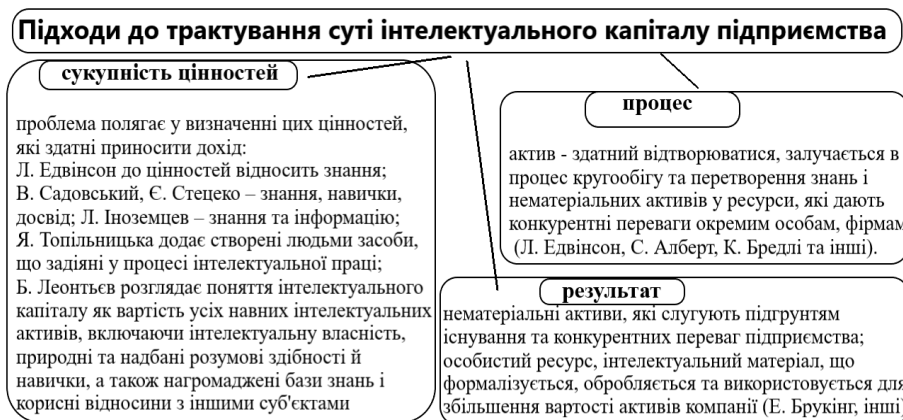 Підходи до трактування суті інтелектуального капіталу підприємства
сукупність цінностей
проблема полягає у визначенні цих цінностей,
які здатні приносити дохід:
Л. Едвінсон до цінностей відносить знання;
В. Садовський, Є. Стецеко – знання, навички,
досвід; Л. Іноземцев – знання та інформацію;
Я. Топільницька додає створені людьми засоби,
що задіяні у процесі інтелектуальної праці;
Б. Леонтьєв розглядає поняття інтелектуального
капіталу як вартість усіх навних інтелектуальних
активів, включаючи інтелектуальну власність,
природні та надбані розумові здібності й
навички, а також нагромаджені бази знань і
корисні відносини з іншими суб'єктами
процес
актив - здатний відтворюватися, залучається в
процес кругообігу та перетворення знань і
нематеріальних активів у ресурси, які дають
конкурентні переваги окремим особам, фірмам
(Л. Едвінсон, С. Алберт, К. Бредлі та інші).
результат
нематеріальні активи, які слугують підгрунтям
існування та конкурентних переваг підприємства;
особистий ресурс, інтелектуальний матеріал, що
формалізується, обробляється та використовується для
збільшення вартості активів компанії (Е. Брукінг, інші)